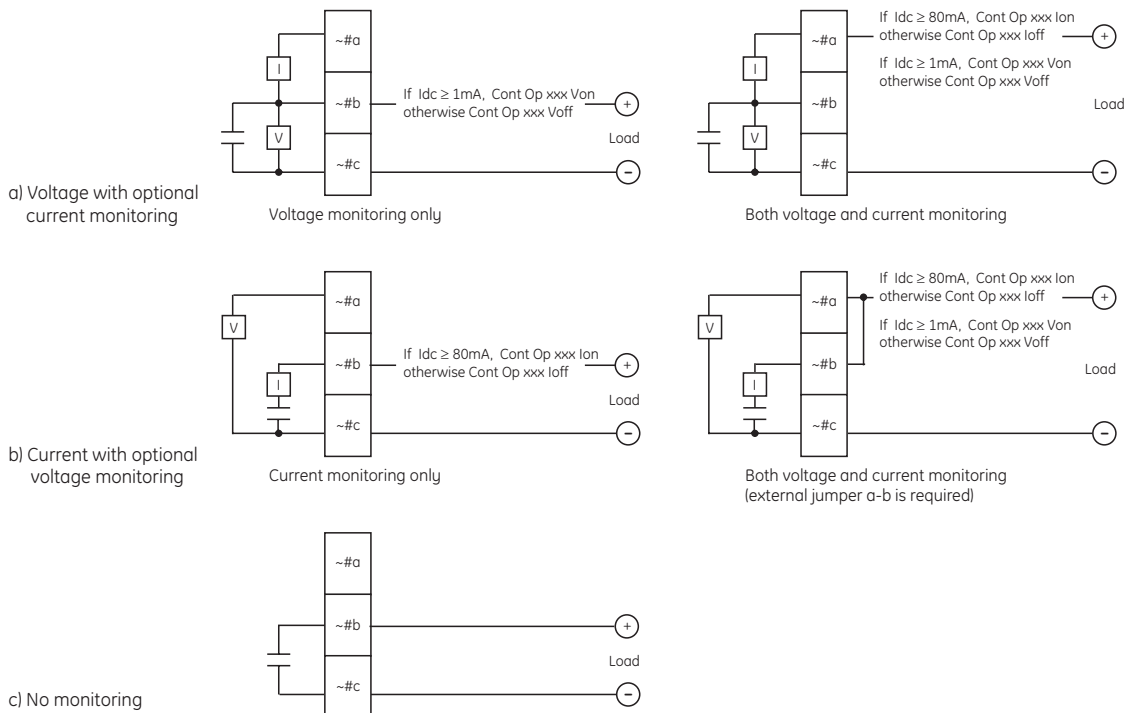 ~#a
I
~#b
If Idc ≥ 1mA, Cont Op xxx Von
otherwise Cont Op xxx Voff
+
V
Load
~#c
−
a) Voltage with optional
current monitoring
Voltage monitoring only
~#a
If Idc ≥ 80mA, Cont Op xxx Ion
otherwise Cont Op xxx Ioff
+
I
If Idc ≥ 1mA, Cont Op xxx Von
otherwise Cont Op xxx Voff
~#b
Load
V
~#c
−
Both voltage and current monitoring
~#a
V
~#b
If Idc ≥ 80mA, Cont Op xxx Ion
otherwise Cont Op xxx Ioff
+
I
Load
~#c
−
b) Current with optional
voltage monitoring
Current monitoring only
~#a
If Idc ≥ 80mA, Cont Op xxx Ion
otherwise Cont Op xxx Ioff
+
V
If Idc ≥ 1mA, Cont Op xxx Von
otherwise Cont Op xxx Voff
~#b
Load
I
~#c
−
Both voltage and current monitoring
(external jumper a-b is required)
~#a
~#b
+
Load
~#c
−
c) No monitoring